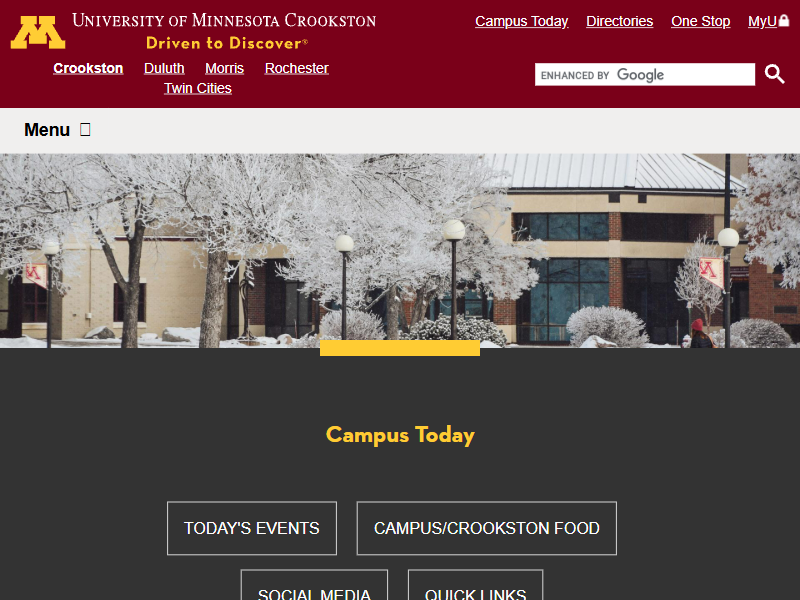 University of Minnesota Crookston
Driven to Discover®
Campus Today Directories One Stop MyU
Crookston Duluth Morris Rochester
Twin Cities
ENHANCED BY Google
Menu
Campus Today
TODAY'S EVENTS CAMPUS/CROOKSTON FOOD
SOCIAL MEDIA QUICK LINKS